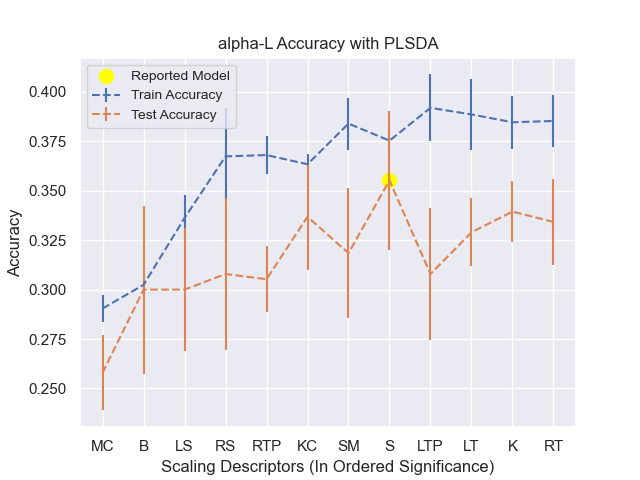 alpha-L Accuracy with PLSDA
Reported Model
Train Accuracy
Test Accuracy
0.400
0.375
0.350
0.325
0.300
0.275
0.250
Accuracy
MC B LS RS RTP KC SM S LTP LT K RT
Scaling Descriptors (In Ordered Significance)